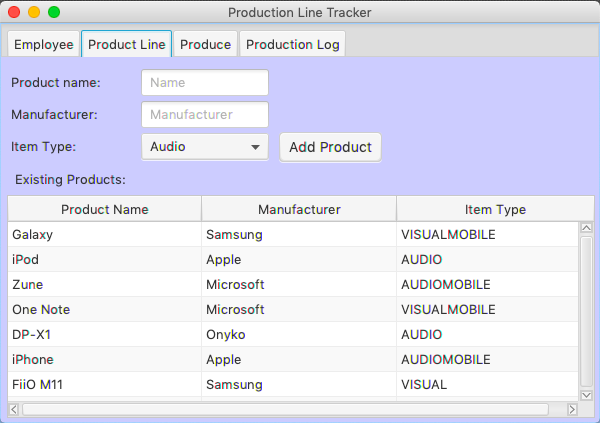 Production Line Tracker
Employee Product Line Produce Production Log
Product name: Name
Manufacturer: Manufacturer
Item Type: Audio Add Product
Existing Products:
Product Name Manufacturer Item Type
Galaxy Samsung VISUALMOBILE
iPod Apple AUDIO
Zune Microsoft AUDIOMOBILE
One Note Microsoft VISUALMOBILE
DP-X1 Onyko AUDIO
iPhone Apple AUDIOMOBILE
FiiO M11 Samsung VISUAL